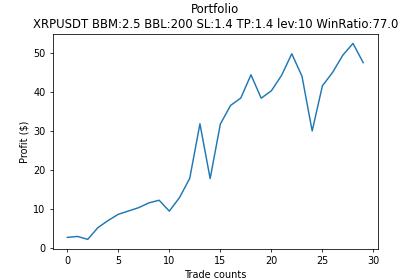 Portfolio
XRPUSDT BBM:2.5 BBL:200 SL:1.4 TP:1.4 lev:10 WinRatio:77.0
Profit ($)
50
40
30
20
10
0
0 5 10 15 20 25 30
Trade counts